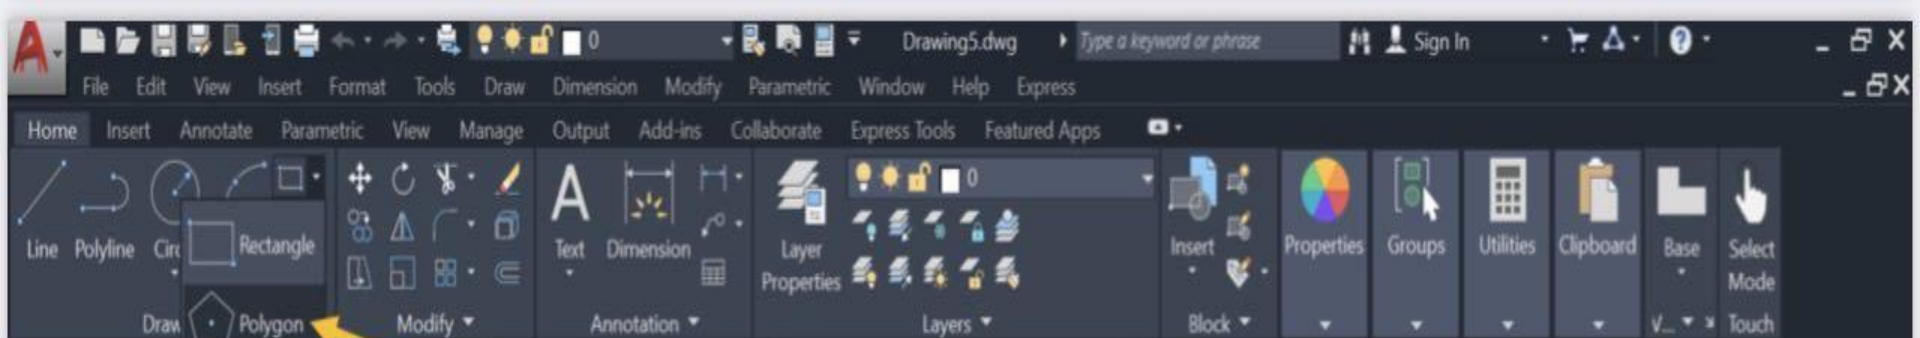 A 0 Drawing5.dwg Type a keyword or phrase Sign In ?
File Edit View Insert Format Tools Draw Dimension Modify Parametric Window Help Express
Home Insert Annotate Parametric View Manage Output Add-ins Collaborate Express Tools Featured Apps
0
Line Polyline Circ Rectangle Text Dimension Layer Properties Insert Properties Groups Utilities Clipboard Base Select Mode
Draw Polygon Modify Annotation Layers Block V... Touch